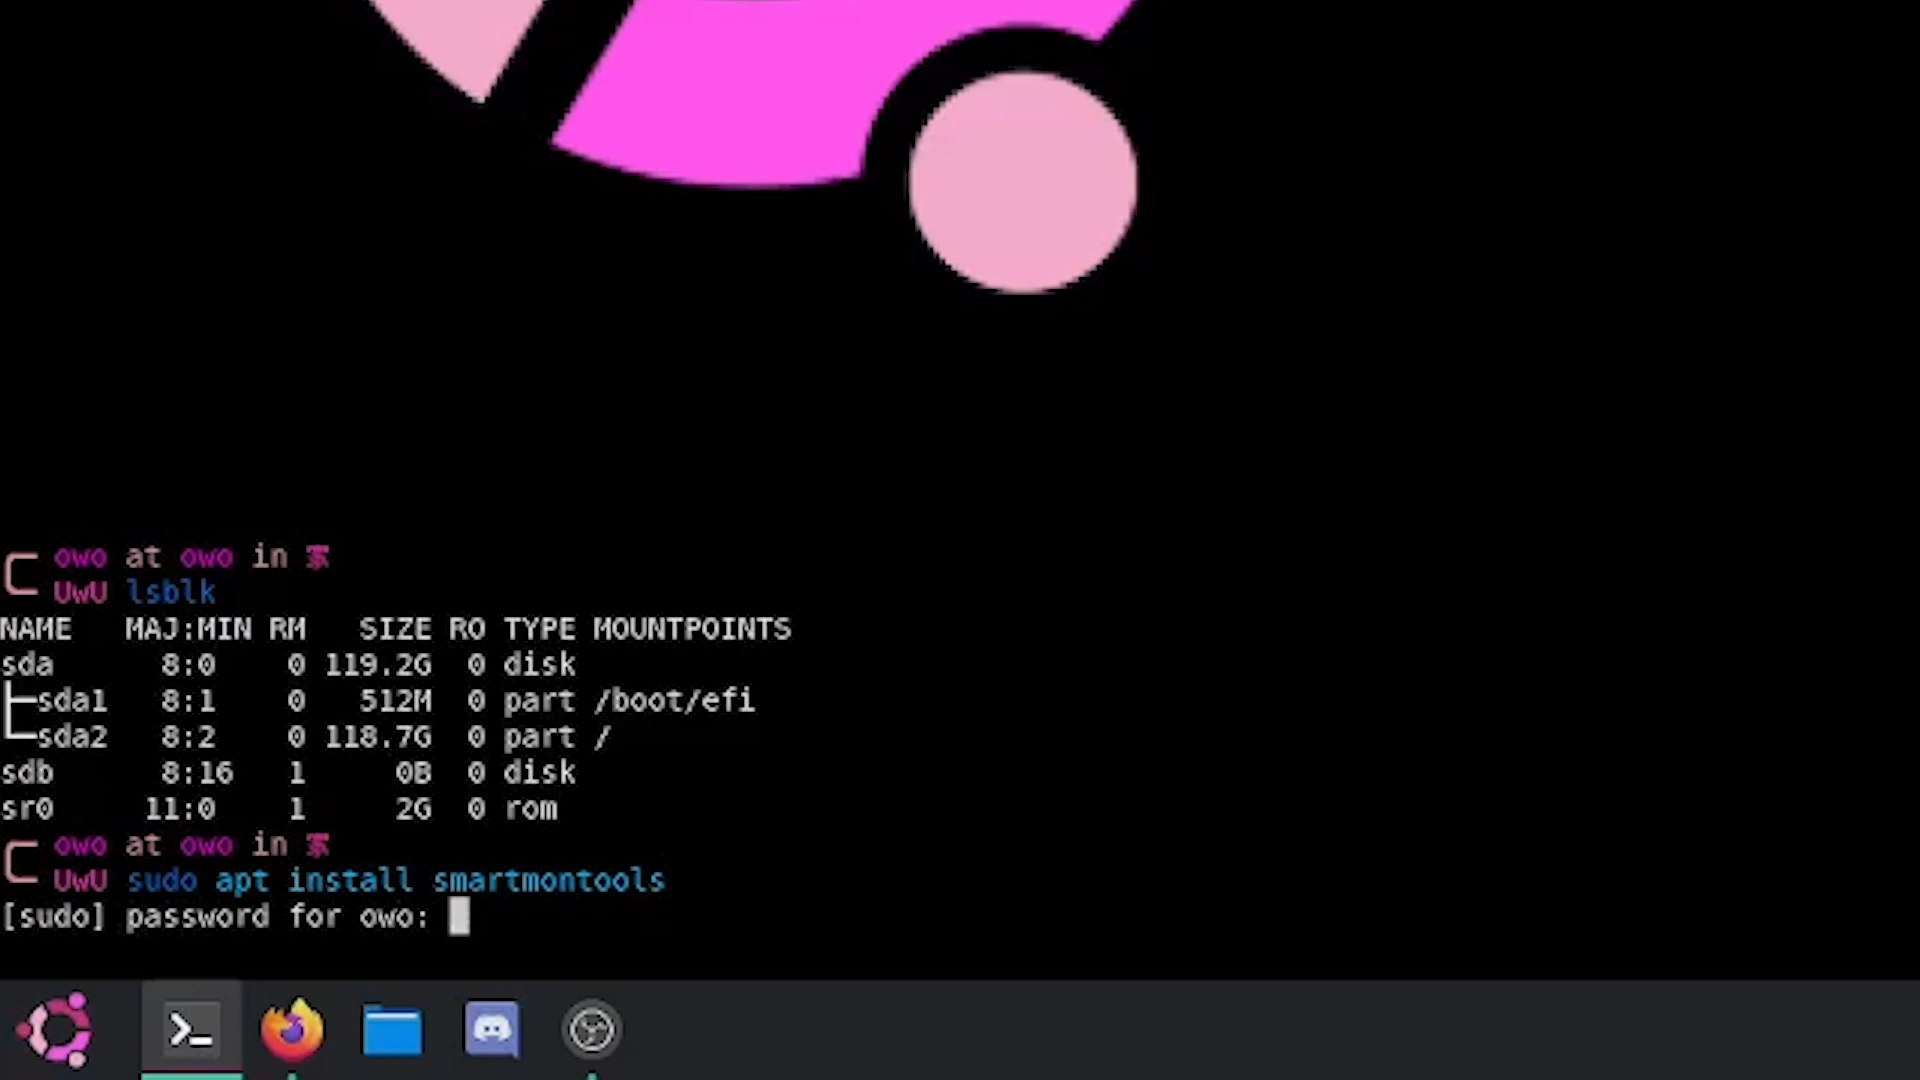 owo at owo in 家
UwU lsblk
NAME MAJ:MIN RM SIZE RO TYPE MOUNTPOINTS
sda 8:0 0 119.2G 0 disk
├─sda1 8:1 0 512M 0 part /boot/efi
└─sda2 8:2 0 118.7G 0 part /
sdb 8:16 1 0B 0 disk
sr0 11:0 1 2G 0 rom
owo at owo in 家
UwU sudo apt install smartmontools
[sudo] password for owo: